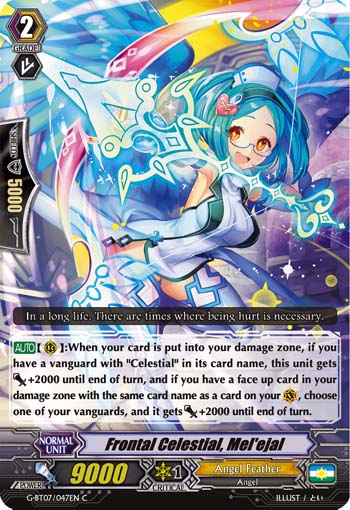 2
GRADE
SHIELD
5000
In a long life. There are times where being hurt is necessary.
AUTO [ ]:When your card is put into your damage zone, if you
have a vanguard with "Celestial" in its card name, this unit gets
+2000 until end of turn, and if you have a face up card in your
damage zone with the same card name as a card on your , choose
one of your vanguards, and it gets +2000 until end of turn.
NORMAL
UNIT
Frontal Celestial, Mel'ejal
POWER
9000
1
CRITICAL
Angel Feather
Angel
G-BT07/047EN C
ILLUST / とい